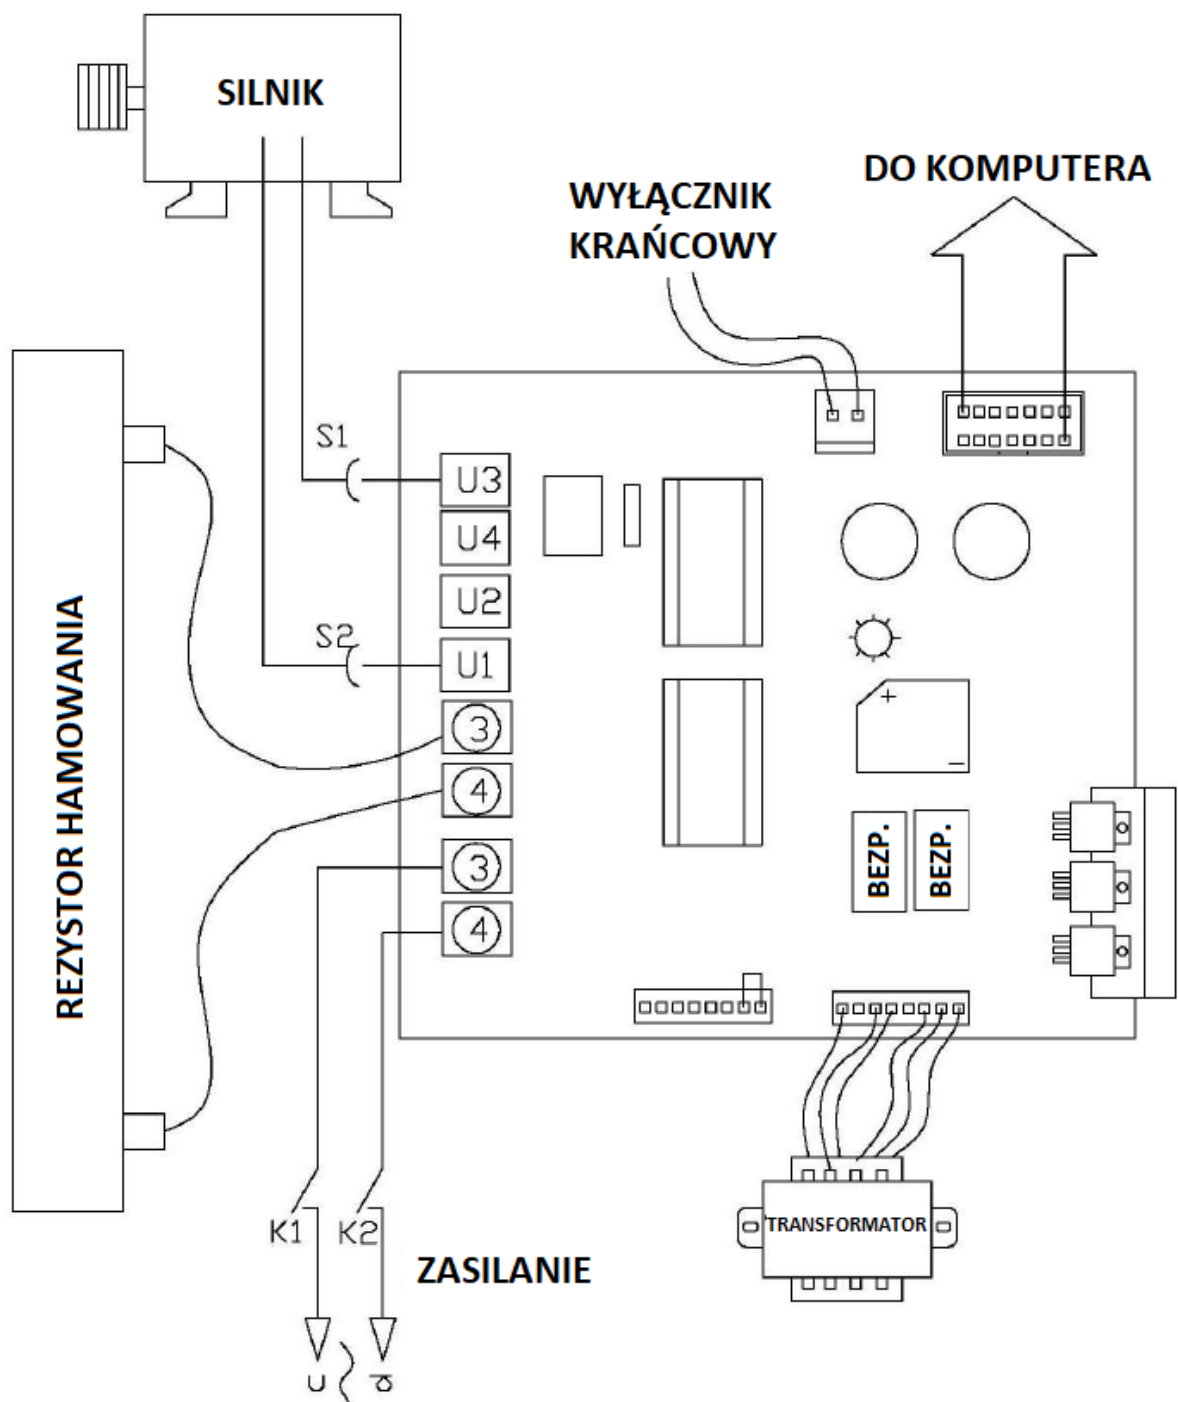 SILNIK
DO KOMPUTERA
WYŁĄCZNIK
KRAŃCOWY
S1
U3
U4
U2
S2
U1
3
4
3
4
REZYSTOR HAMOWANIA
+
−
BEZP.
BEZP.
K1
K2
ZASILANIE
TRANSFORMATOR